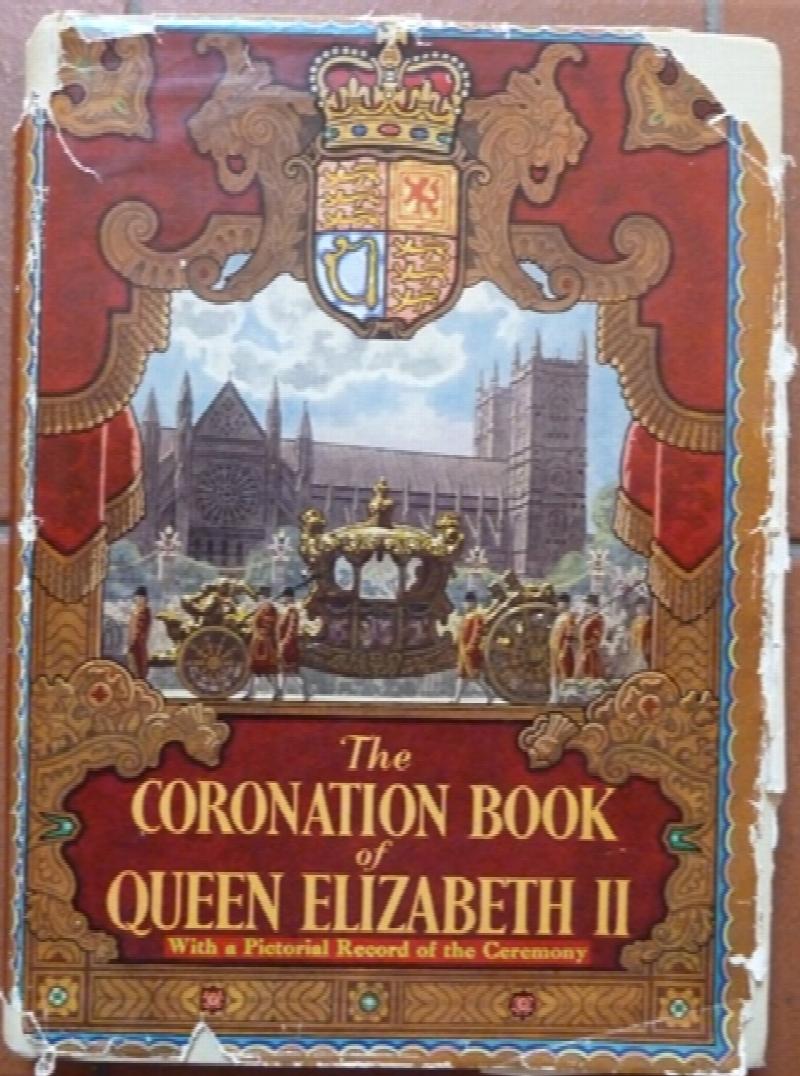 The
CORONATION BOOK
of
QUEEN ELIZABETH II
With a Pictorial Record of the Ceremony